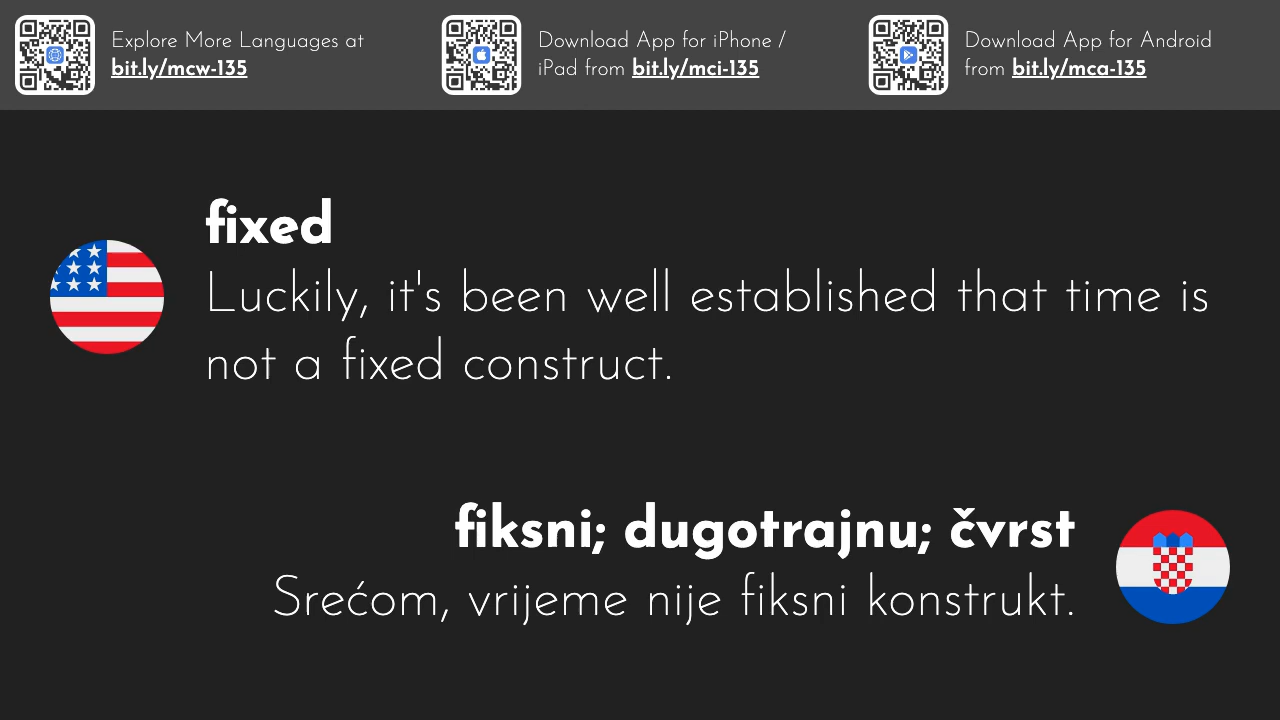 Explore More Languages at
bit.ly/mcw-135
Download App for iPhone /
iPad from bit.ly/mci-135
Download App for Android
from bit.ly/mca-135
fixed
Luckily, it's been well established that time is
not a fixed construct.
fiksni; dugotrajnu; čvrst
Srećom, vrijeme nije fiksni konstrukt.